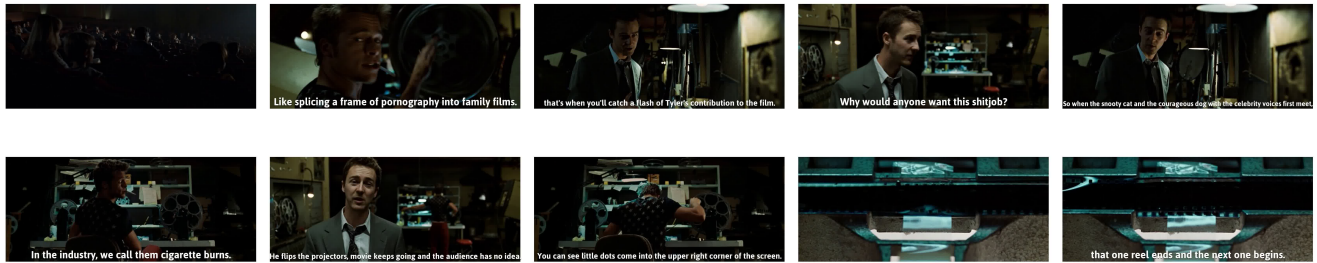 Like splicing a frame of pornography into family films.
that's when you'll catch a flash of Tyler's contribution to the film.
Why would anyone want this shitjob?
So when the snooty cat and the courageous dog with the celebrity voices first meet,
In the industry, we call them cigarette burns.
He flips the projectors, movie keeps going and the audience has no idea
You can see little dots come into the upper right corner of the screen.
that one reel ends and the next one begins.